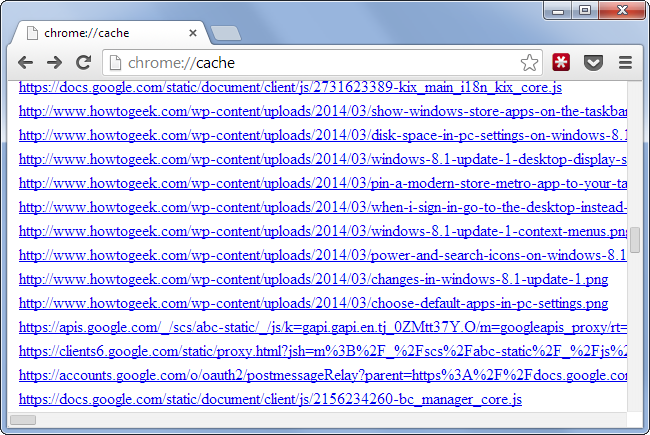 chrome://cache
chrome://cache
https://docs.google.com/static/document/client/js/2731623389-kix_main_i18n_kix_core.js
http://www.howtogeek.com/wp-content/uploads/2014/03/show-windows-store-apps-on-the-taskbar
http://www.howtogeek.com/wp-content/uploads/2014/03/disk-space-in-pc-settings-on-windows-8.1
http://www.howtogeek.com/wp-content/uploads/2014/03/windows-8.1-update-1-desktop-display-s
http://www.howtogeek.com/wp-content/uploads/2014/03/pin-a-modern-store-metro-app-to-your-ta
http://www.howtogeek.com/wp-content/uploads/2014/03/when-i-sign-in-go-to-the-desktop-instead-
http://www.howtogeek.com/wp-content/uploads/2014/03/windows-8.1-update-1-context-menus.png
http://www.howtogeek.com/wp-content/uploads/2014/03/power-and-search-icons-on-windows-8.1
http://www.howtogeek.com/wp-content/uploads/2014/03/changes-in-windows-8.1-update-1.png
http://www.howtogeek.com/wp-content/uploads/2014/03/choose-default-apps-in-pc-settings.png
https://apis.google.com/_/scs/abc-static/_/js/k=gapi.gapi.en.tj_0ZMtt37Y.O/m=googleapis_proxy/rt=
https://clients6.google.com/static/proxy.html?jsh=m%3B%2F_%2Fscs%2Fabc-static%2F_%2Fjs%2
https://accounts.google.com/o/oauth2/postmessageRelay?parent=https%3A%2F%2Fdocs.google.com
https://docs.google.com/static/document/client/js/2156234260-bc_manager_core.js